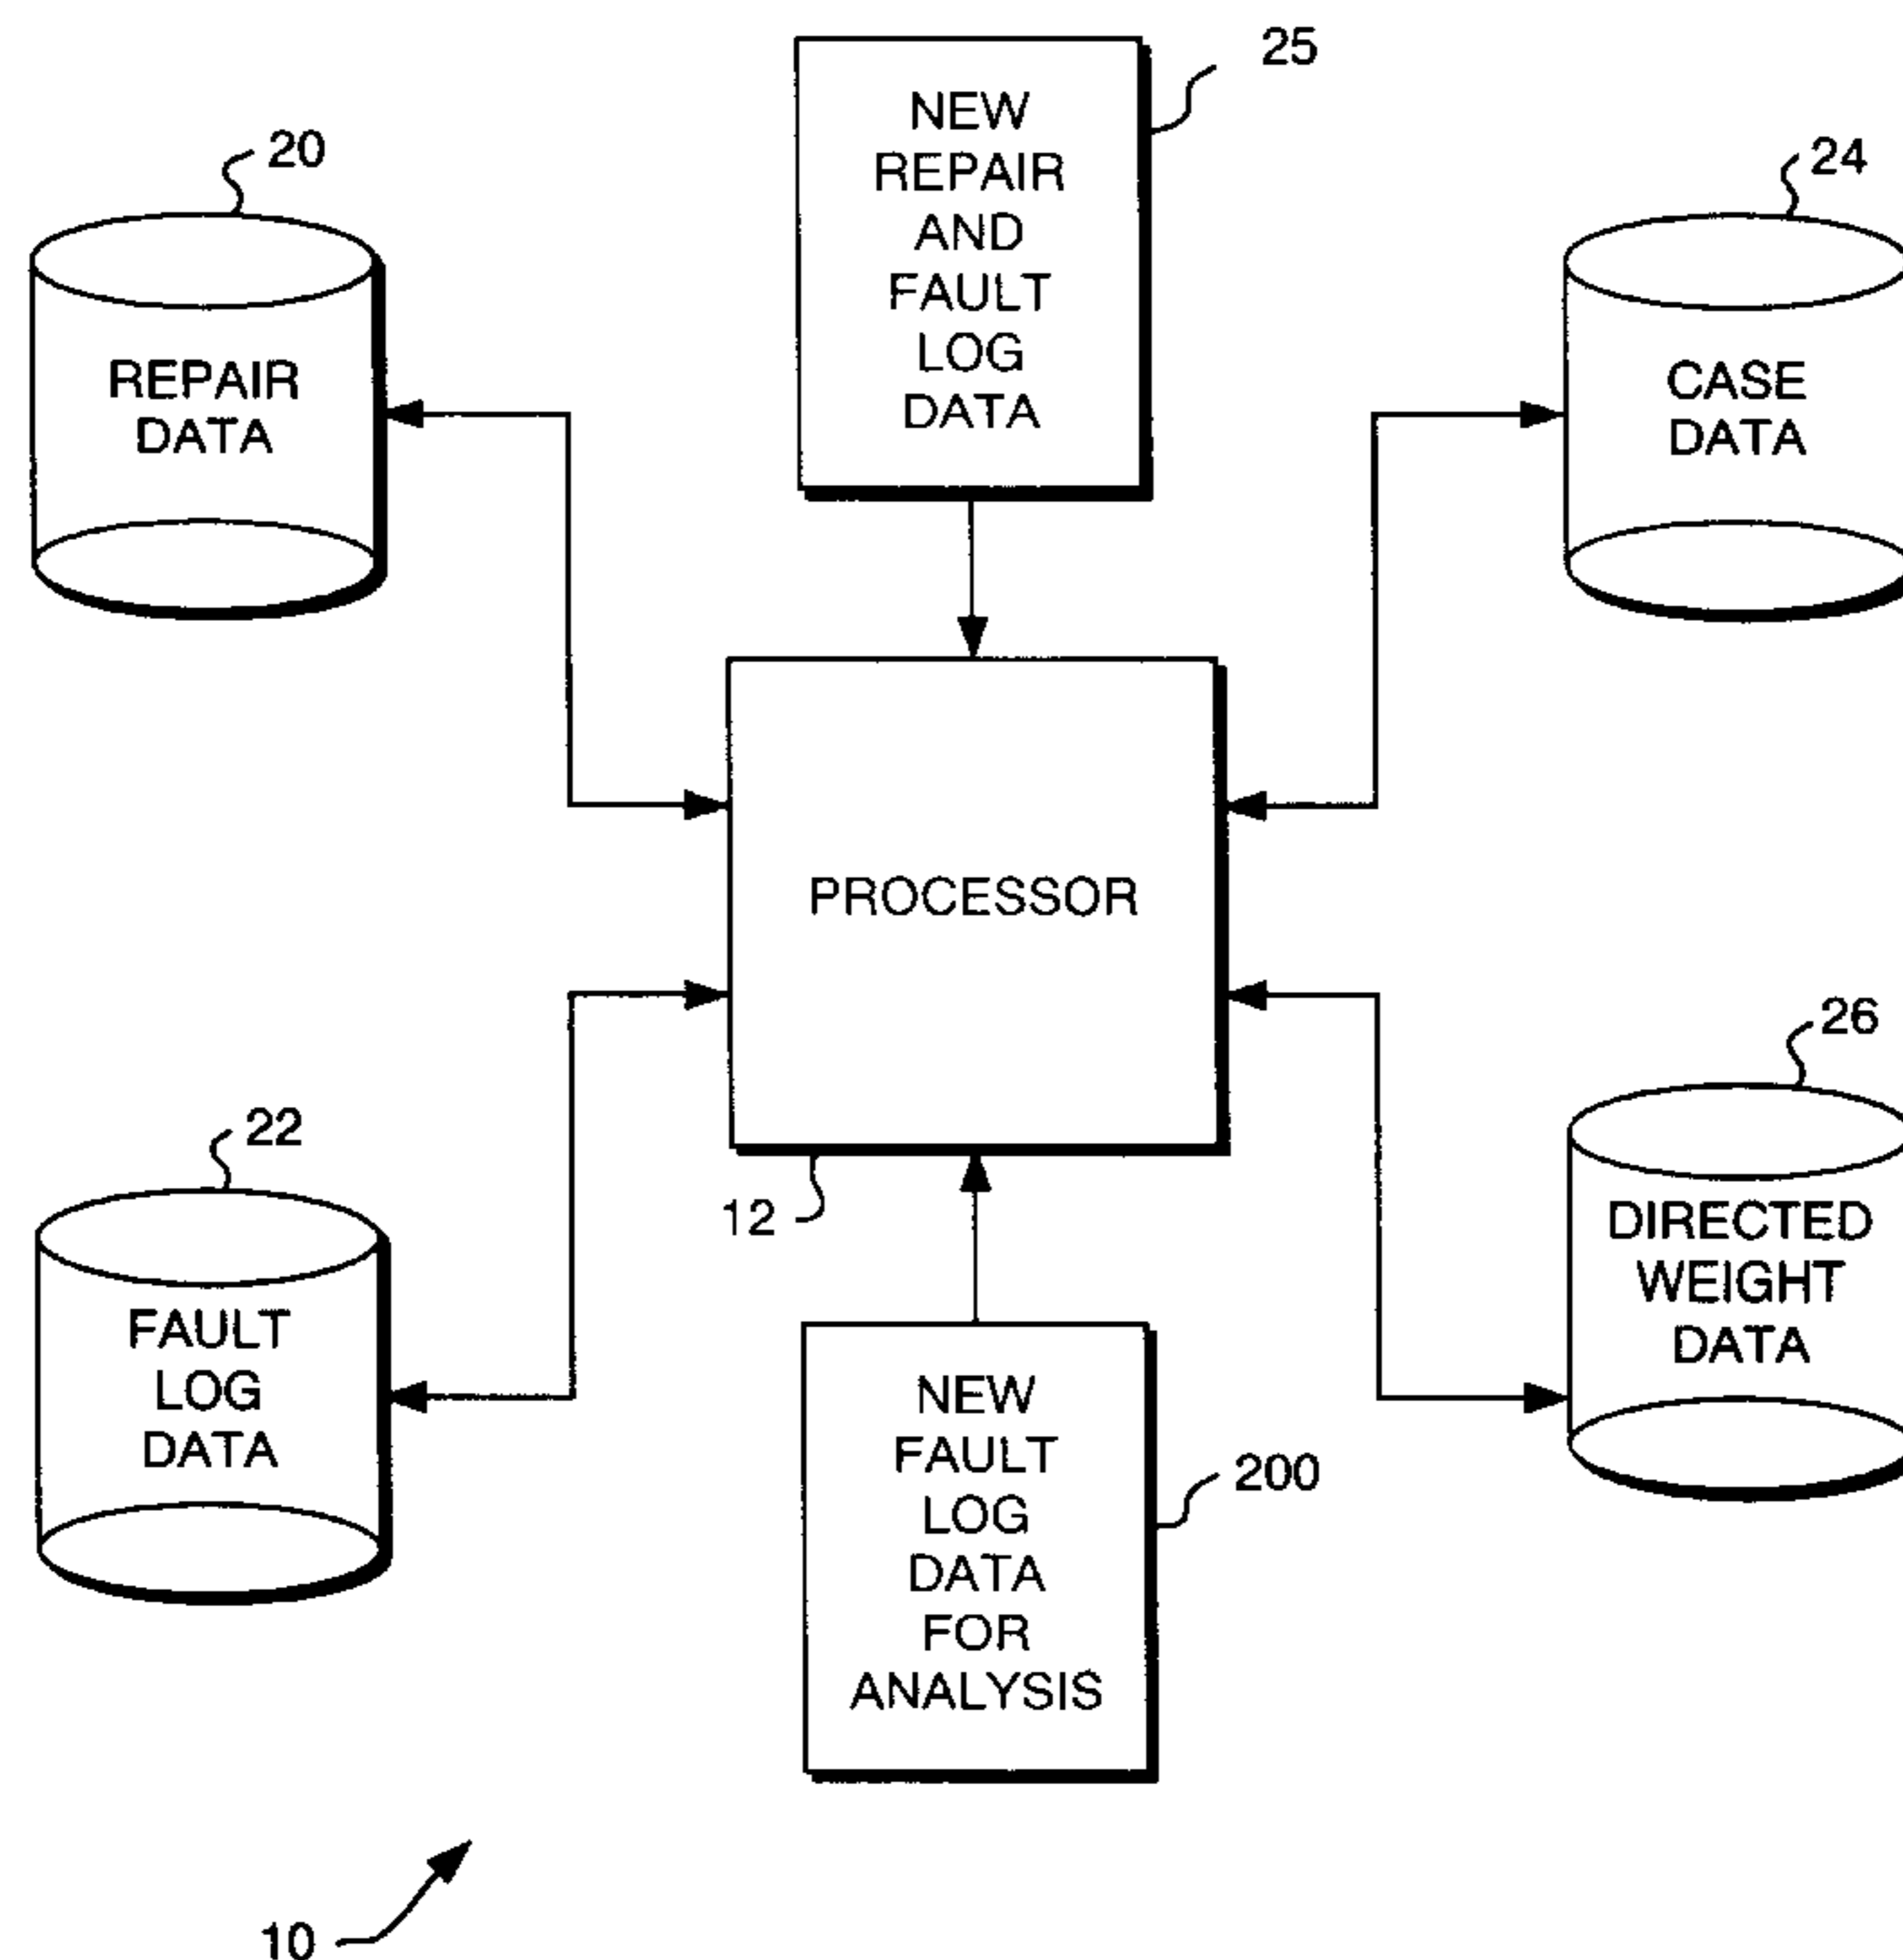 25
NEW
REPAIR
AND
FAULT
LOG
DATA
20
REPAIR
DATA
24
CASE
DATA
PROCESSOR
12
22
FAULT
LOG
DATA
26
DIRECTED
WEIGHT
DATA
NEW
FAULT
LOG
DATA
FOR
ANALYSIS
200
10